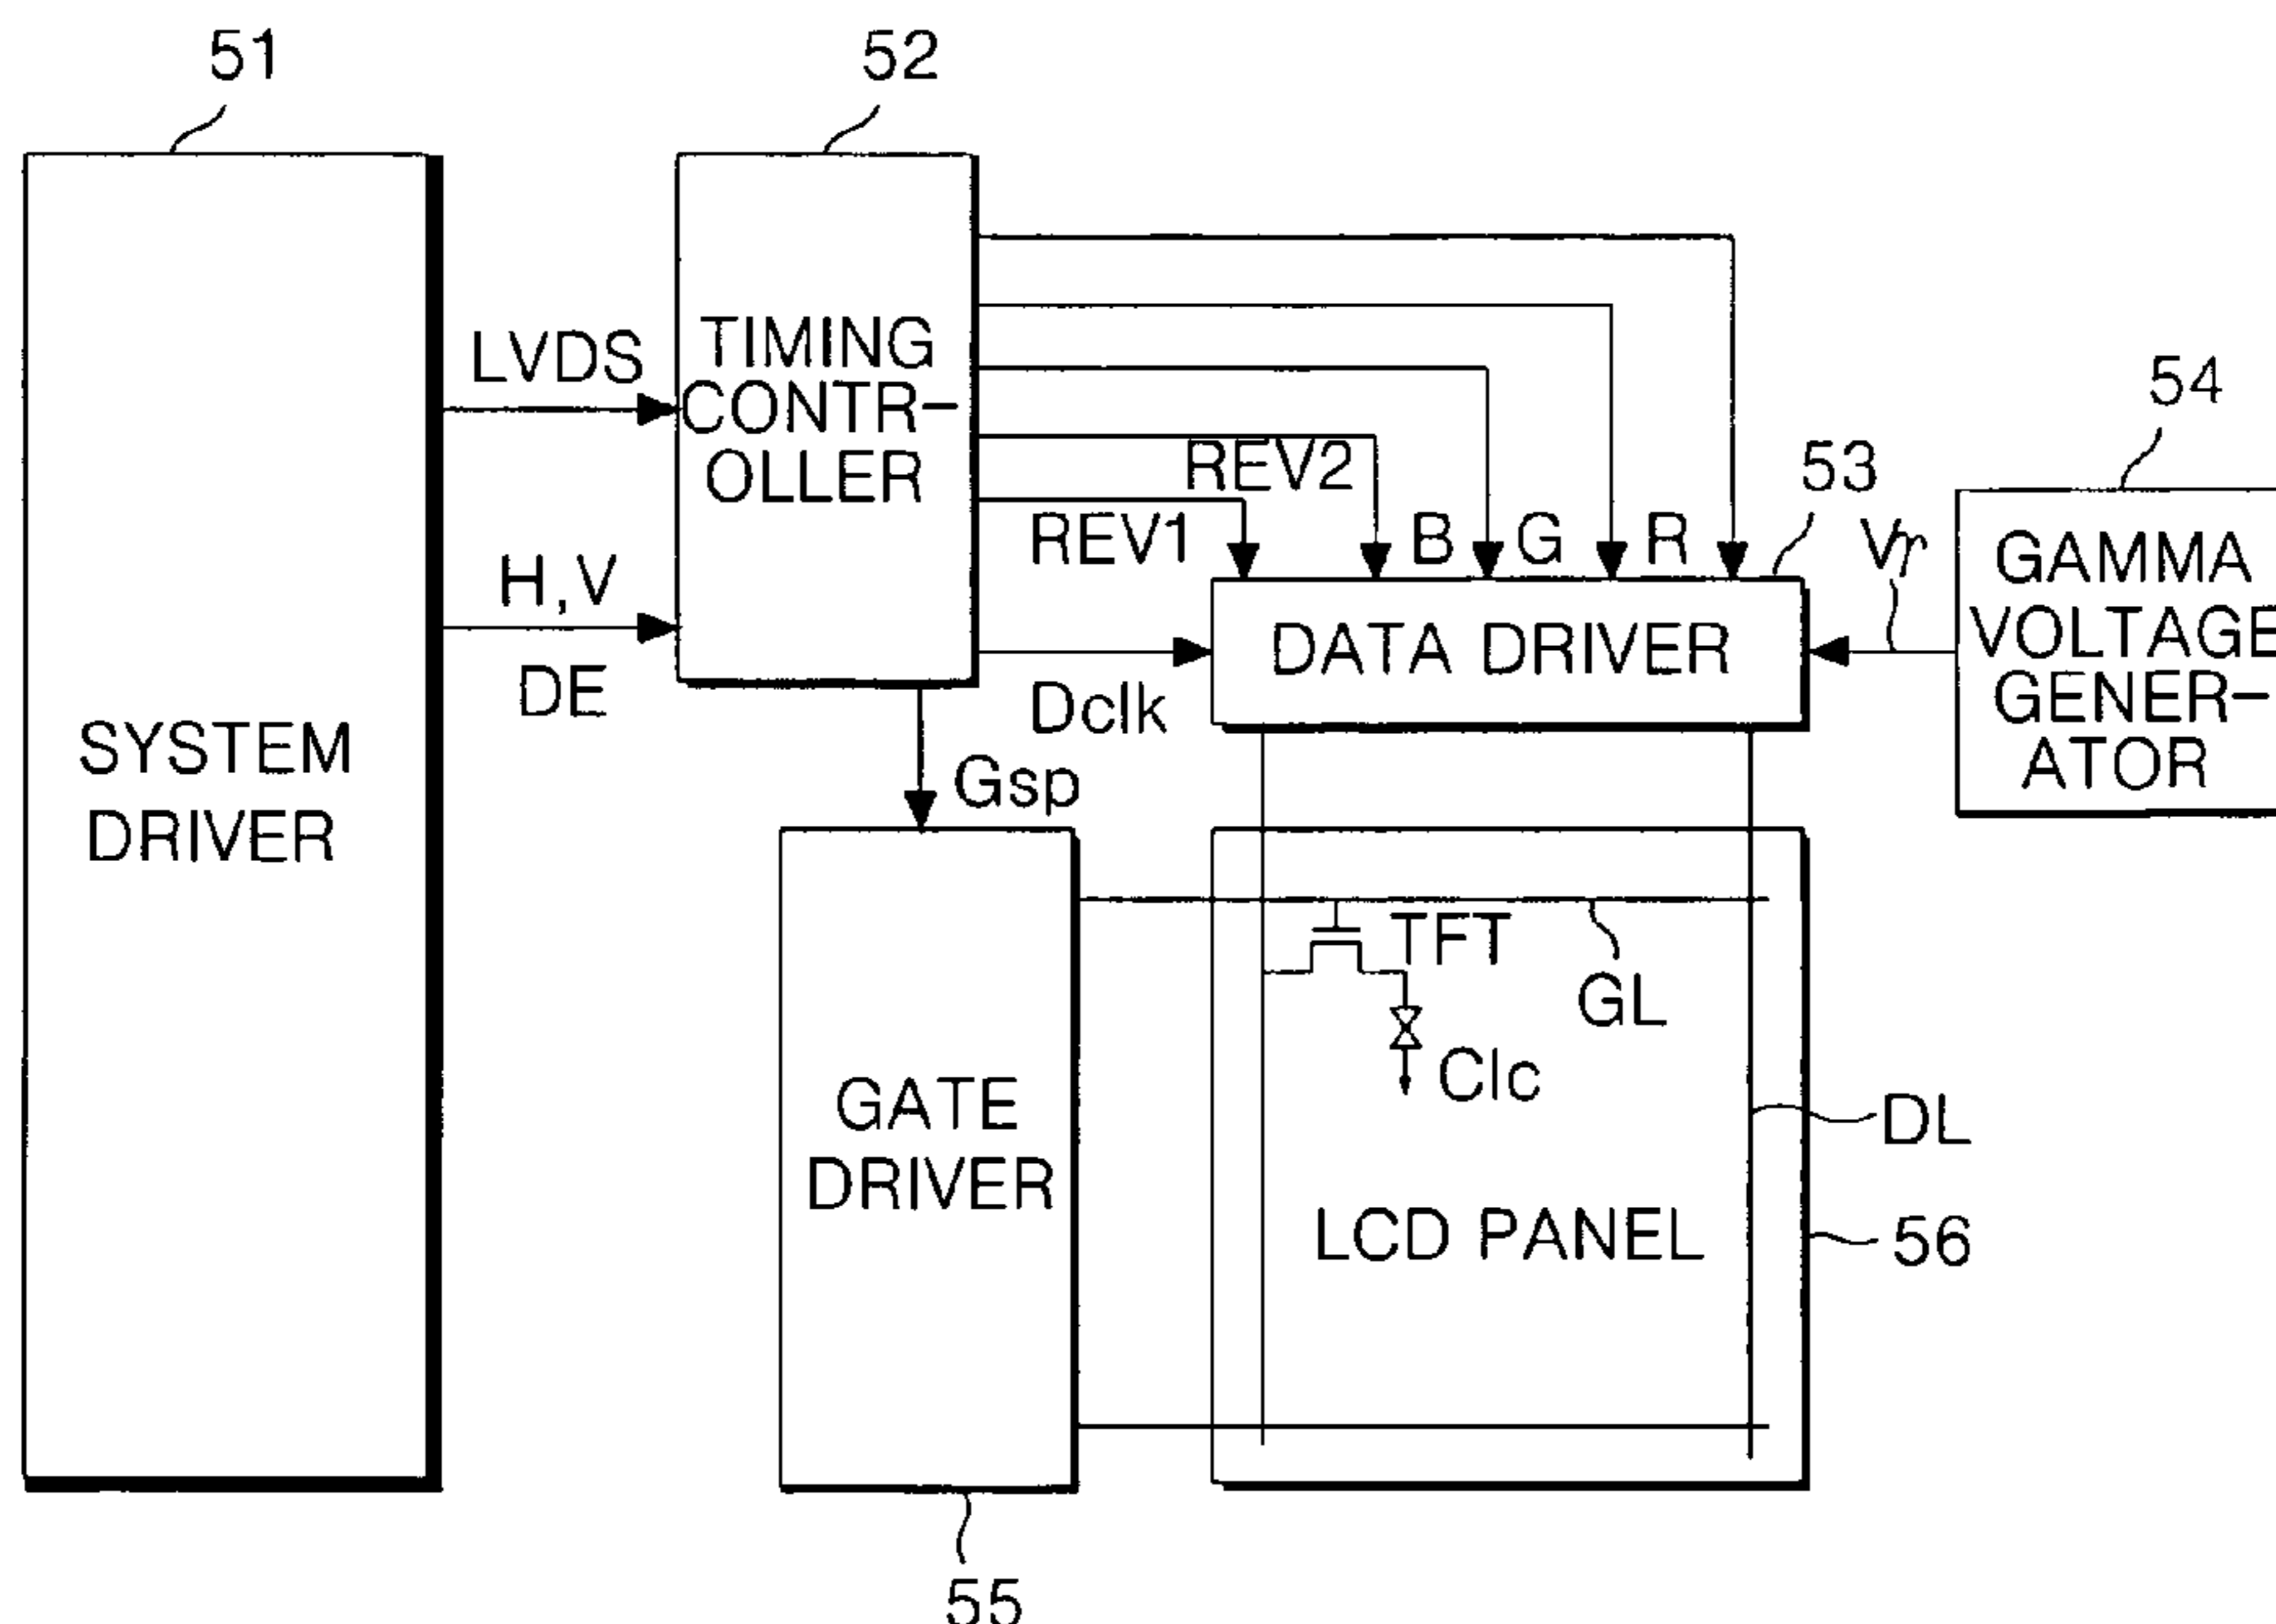 51
52
LVDS
TIMING
CONTR-
OLLER
H,V
DE
SYSTEM
DRIVER
REV2
REV1
B
G
R
53
54
Vr
DATA DRIVER
GAMMA
VOLTAGE
GENER-
ATOR
Dclk
Gsp
TFT
GL
Clc
DL
GATE
DRIVER
LCD PANEL
56
55